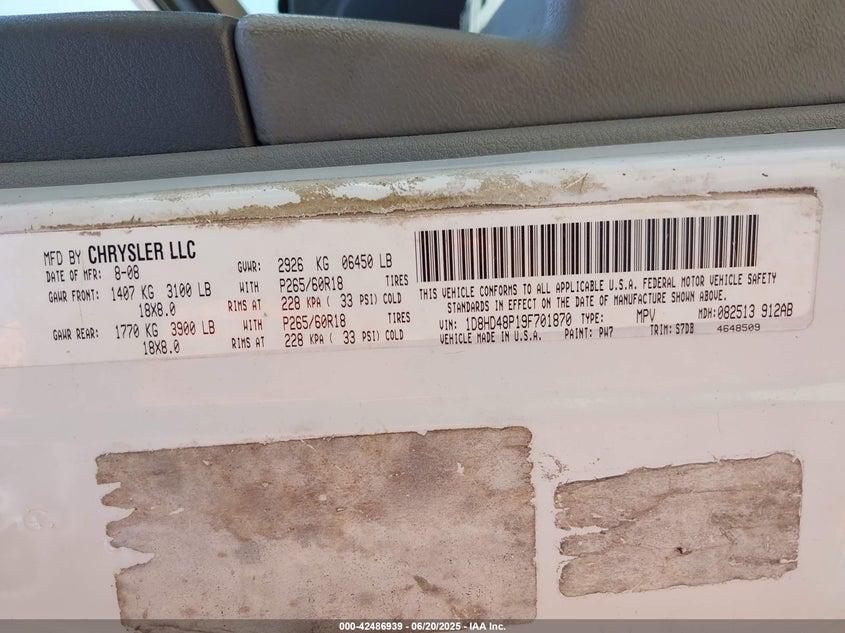 MFD BY CHRYSLER LLC
DATE OF MFR: 8-08 GVWR: 2926 KG 06450 LB
GAWR FRONT: 1407 KG 3100 LB WITH P265/60R18 TIRES
18X8.0 RIMS AT 228 KPA ( 33 PSI) COLD
GAWR REAR: 1770 KG 3900 LB WITH P265/60R18 TIRES
18X8.0 RIMS AT 228 KPA ( 33 PSI) COLD
THIS VEHICLE CONFORMS TO ALL APPLICABLE U.S.A. FEDERAL MOTOR VEHICLE SAFETY
STANDARDS IN EFFECT ON THE DATE OF MANUFACTURE SHOWN ABOVE.
VIN: 1D8HD48P19F701870 TYPE: MPV MDH: 082513 912AB
VEHICLE MADE IN U.S.A. PAINT: PW7 TRIM: S7DB 4648509
000-42486939 - 06/20/2025 - IAA Inc.